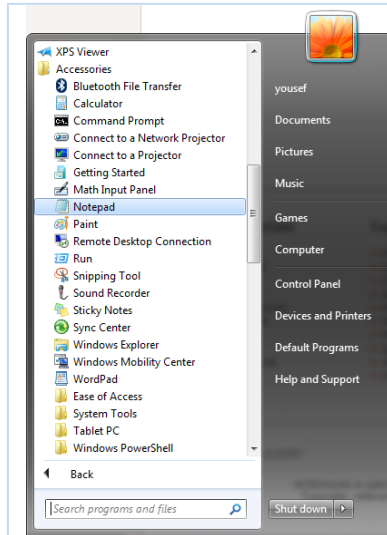 XPS Viewer
Accessories
Bluetooth File Transfer
Calculator
Command Prompt
Connect to a Network Projector
Connect to a Projector
Getting Started
Math Input Panel
Notepad
Paint
Remote Desktop Connection
Run
Snipping Tool
Sound Recorder
Sticky Notes
Sync Center
Windows Explorer
Windows Mobility Center
WordPad
Ease of Access
System Tools
Tablet PC
Windows PowerShell
Back
Search programs and files
yousef
Documents
Pictures
Music
Games
Computer
Control Panel
Devices and Printers
Default Programs
Help and Support
Shut down